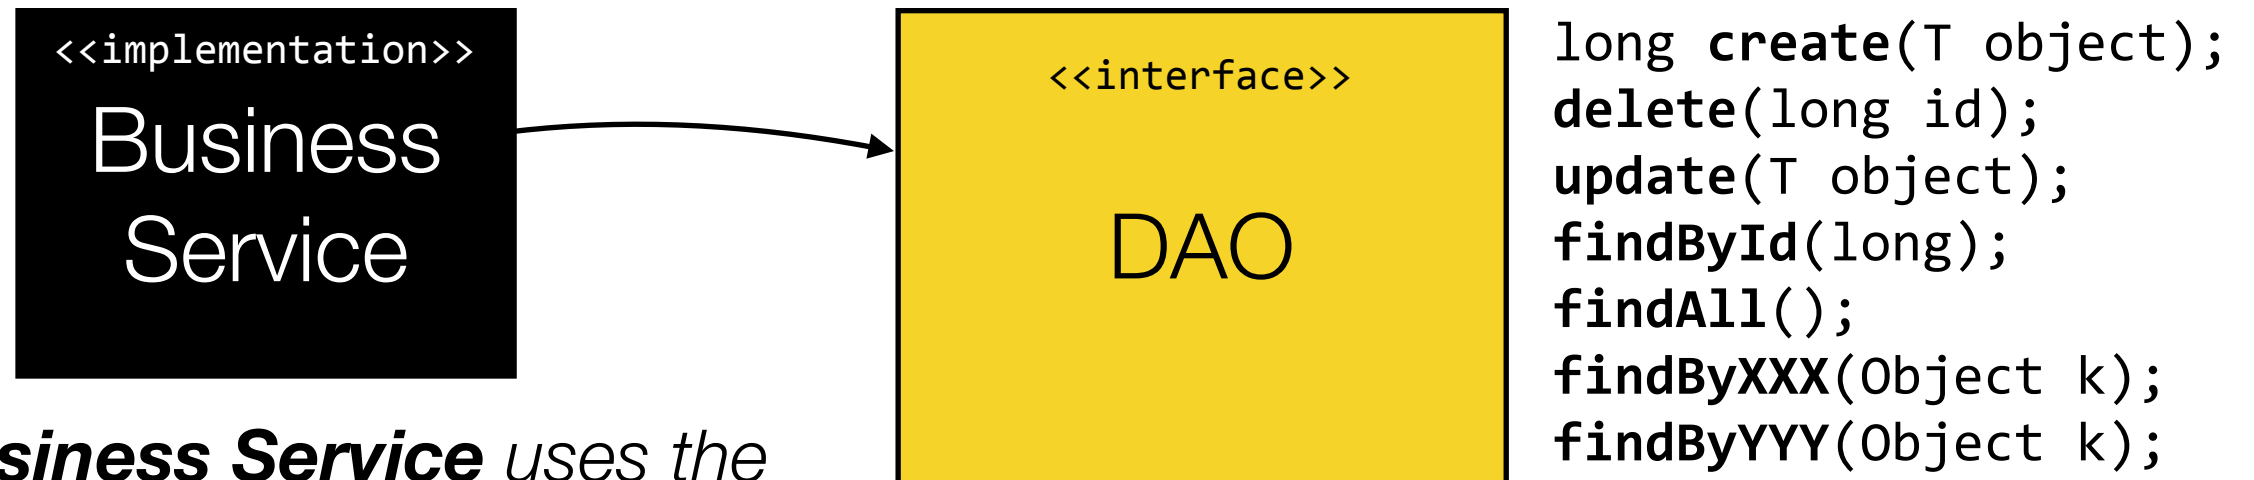 <<implementation>>
Business
Service
siness Service uses the
<<interface>>
DAO
long create(T object);
delete(long id);
update(T object);
findById(long);
findAll();
findByXXX(Object k);
findByYYY(Object k);